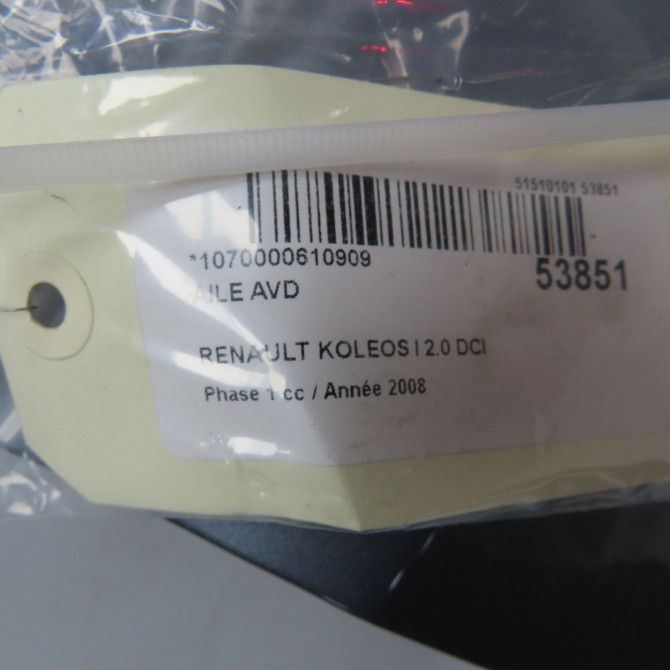 51510101 53851
*1070000610909
53851
AILE AVD
RENAULT KOLEOS I 2.0 DCI
Phase 1 cc / Année 2008